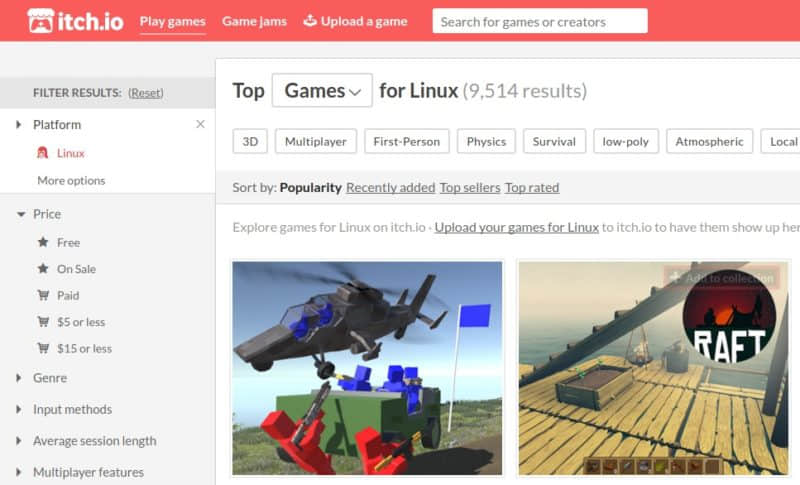 itch.io Play games Game jams Upload a game Search for games or creators
FILTER RESULTS: (Reset)
Platform
Linux
More options
Price
Free
On Sale
Paid
$5 or less
$15 or less
Genre
Input methods
Average session length
Multiplayer features
Top Games for Linux (9,514 results)
3D Multiplayer First-Person Physics Survival low-poly Atmospheric Local
Sort by: Popularity Recently added Top sellers Top rated
Explore games for Linux on itch.io · Upload your games for Linux to itch.io to have them show up her
Add to collection
RAFT